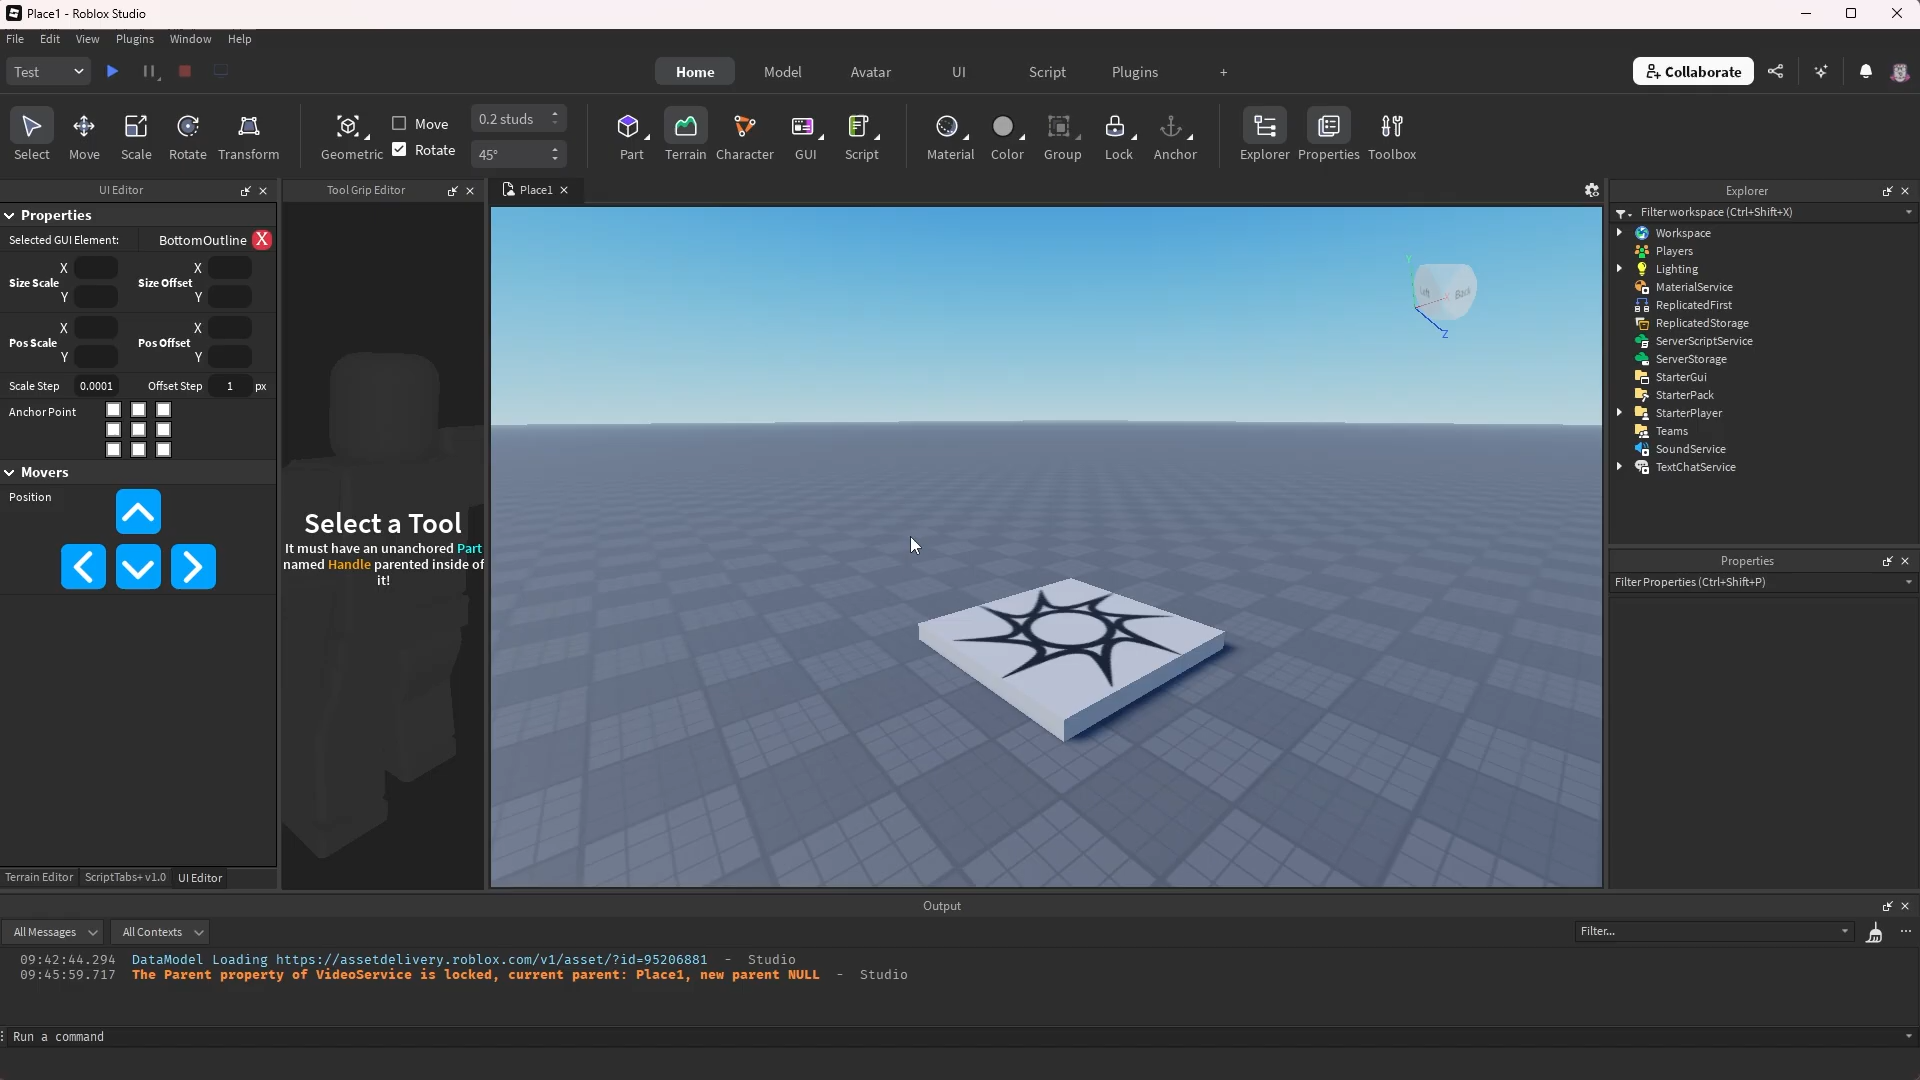 Place1 - Roblox Studio
File Edit View Plugins Window Help
Test
Home Model Avatar UI Script Plugins +
Collaborate
Select Move Scale Rotate Transform
Geometric
Move
Rotate
0.2 studs
45°
Part Terrain Character GUI Script
Material Color Group Lock Anchor
Explorer Properties Toolbox
UI Editor
Properties
Selected GUI Element: BottomOutline X
Size Scale X Y
Size Offset X Y
Pos Scale X Y
Pos Offset X Y
Scale Step 0.0001 Offset Step 1 px
Anchor Point
Movers
Position
Terrain Editor ScriptTabs+ v1.0 UI Editor
Tool Grip Editor
Select a Tool
It must have an unanchored Part
named Handle parented inside of
it!
Place1
Y
Back
Z
Explorer
Filter workspace (Ctrl+Shift+X)
Workspace
Players
Lighting
MaterialService
ReplicatedFirst
ReplicatedStorage
ServerScriptService
ServerStorage
StarterGui
StarterPack
StarterPlayer
Teams
SoundService
TextChatService
Properties
Filter Properties (Ctrl+Shift+P)
Output
All Messages All Contexts
Filter...
09:42:44.294 DataModel Loading https://assetdelivery.roblox.com/v1/asset/?id=95206881 - Studio
09:45:59.717 The Parent property of VideoService is locked, current parent: Place1, new parent NULL - Studio
Run a command